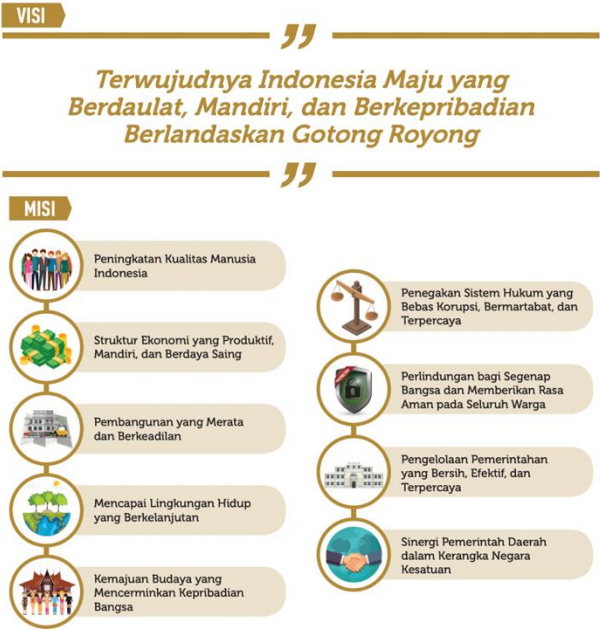 VISI
Terwujudnya Indonesia Maju yang
Berdaulat, Mandiri, dan Berkepribadian
Berlandaskan Gotong Royong
MISI
Peningkatan Kualitas Manusia
Indonesia
Struktur Ekonomi yang Produktif,
Mandiri, dan Berdaya Saing
Pembangunan yang Merata
dan Berkeadilan
Mencapai Lingkungan Hidup
yang Berkelanjutan
Kemajuan Budaya yang
Mencerminkan Kepribadian
Bangsa
Penegakan Sistem Hukum yang
Bebas Korupsi, Bermartabat, dan
Terpercaya
Perlindungan bagi Segenap
Bangsa dan Memberikan Rasa
Aman pada Seluruh Warga
Pengelolaan Pemerintahan
yang Bersih, Efektif, dan
Terpercaya
Sinergi Pemerintah Daerah
dalam Kerangka Negara
Kesatuan